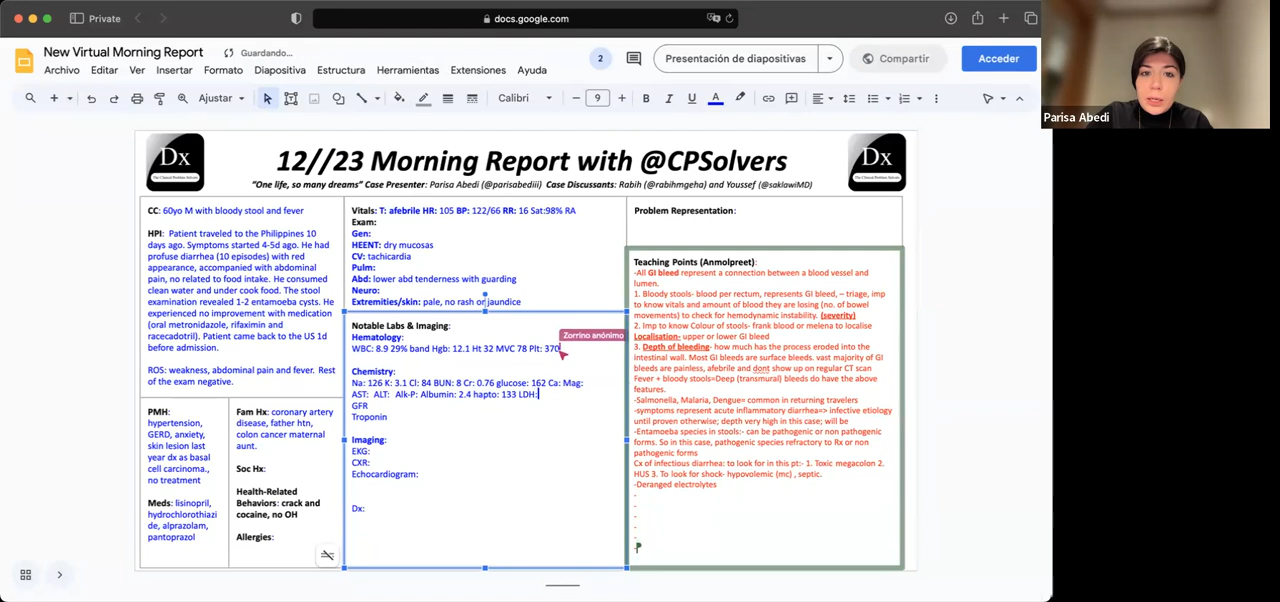 Private
docs.google.com
New Virtual Morning Report
Guardando...
2
Presentación de diapositivas
Compartir
Acceder
Archivo Editar Ver Insertar Formato Diapositiva Estructura Herramientas Extensiones Ayuda
Ajustar
Calibri
9
Parisa Abedi
Dx
The Clinical Problem Solvers
12//23 Morning Report with @CPSolvers
"One life, so many dreams" Case Presenter: Parisa Abedi (@parisabediii) Case Discussants: Rabih (@rabihmgeha) and Youssef (@saklawiMD)
Dx
The Clinical Problem Solvers
CC: 60yo M with bloody stool and fever
HPI: Patient traveled to the Philippines 10
days ago. Symptoms started 4-5d ago. He had
profuse diarrhea (10 episodes) with red
appearance, accompanied with abdominal
pain, no related to food intake. He consumed
clean water and under cook food. The stool
examination revealed 1-2 entamoeba cysts. He
experienced no improvement with medication
(oral metronidazole, rifaximin and
racecadotril). Patient came back to the US 1d
before admission.
ROS: weakness, abdominal pain and fever. Rest
of the exam negative.
PMH:
hypertension,
GERD, anxiety,
skin lesion last
year dx as basal
cell carcinoma.,
no treatment
Meds: lisinopril,
hydrochlorothiazi
de, alprazolam,
pantoprazol
Fam Hx: coronary artery
disease, father htn,
colon cancer maternal
aunt.
Soc Hx:
Health-Related
Behaviors: crack and
cocaine, no OH
Allergies:
Vitals: T: afebrile HR: 105 BP: 122/66 RR: 16 Sat:98% RA
Exam:
Gen:
HEENT: dry mucosas
CV: tachicardia
Pulm:
Abd: lower abd tenderness with guarding
Neuro:
Extremities/skin: pale, no rash or jaundice
Notable Labs & Imaging:
Hematology:
WBC: 8.9 29% band Hgb: 12.1 Ht 32 MVC 78 Plt: 370
Zorrino anónimo
Chemistry:
Na: 126 K: 3.1 Cl: 84 BUN: 8 Cr: 0.76 glucose: 162 Ca: Mag:
AST: ALT: Alk-P: Albumin: 2.4 hapto: 133 LDH:
GFR
Troponin
Imaging:
EKG:
CXR:
Echocardiogram:
Dx:
Problem Representation:
Teaching Points (Anmolpreet):
-All GI bleed represent a connection between a blood vessel and
lumen.
1. Bloody stools- blood per rectum, represents GI bleed, – triage, imp
to know vitals and amount of blood they are losing (no. of bowel
movements) to check for hemodynamic instability. (severity)
2. Imp to know Colour of stools- frank blood or melena to localise
Localisation- upper or lower GI bleed
3. Depth of bleeding- how much has the process eroded into the
intestinal wall. Most GI bleeds are surface bleeds. vast majority of GI
bleeds are painless, afebrile and dont show up on regular CT scan
Fever + bloody stools=Deep (transmural) bleeds do have the above
features.
-Salmonella, Malaria, Dengue= common in returning travelers
-symptoms represent acute inflammatory diarrhea=> infective etiology
until proven otherwise; depth very high in this case; will be
-Entamoeba species in stools:- can be pathogenic or non pathogenic
forms. So in this case, pathogenic species refractory to Rx or non
pathogenic forms
Cx of infectious diarrhea: to look for in this pt:- 1. Toxic megacolon 2.
HUS 3. To look for shock- hypovolemic (mc) , septic.
-Deranged electrolytes